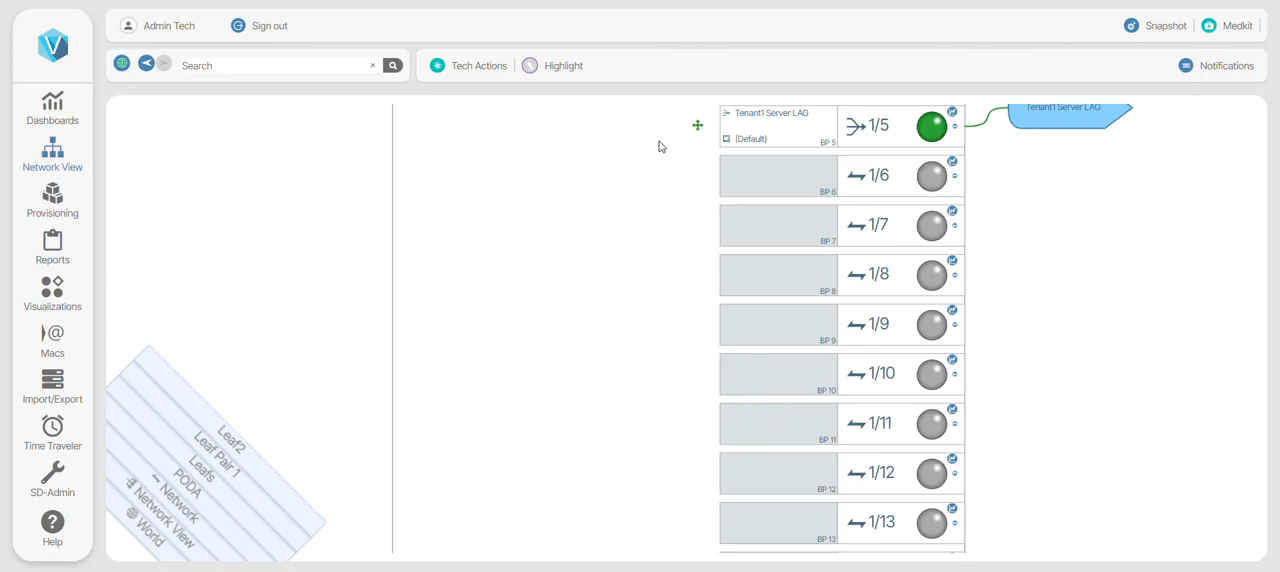 Admin Tech
Sign out
Snapshot
Medkit
Search
×
Tech Actions
Highlight
Notifications
Dashboards
Network View
Provisioning
Reports
Visualizations
Macs
Import/Export
Time Traveler
SD-Admin
Help
Tenant1 Server LAG
(Default)
BP 5
1/5
Tenant1 Server LAG
BP 6
1/6
BP 7
1/7
BP 8
1/8
BP 9
1/9
BP 10
1/10
BP 11
1/11
BP 12
1/12
BP 13
1/13
Leaf2
Leaf Pair 1
Leafs
PODA
Network
Network View
World